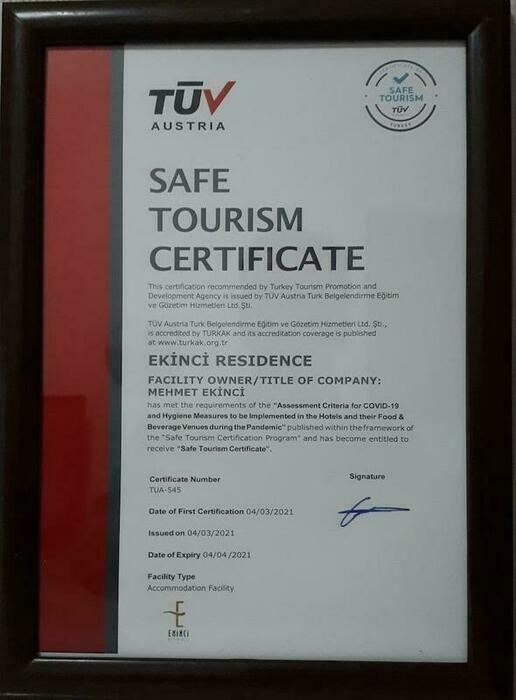 TÜV
AUSTRIA
SAFE
TOURISM
TÜV
TURKEY
SAFE
TOURISM
CERTIFICATE
This certification recommended by Turkey Tourism Promotion and
Development Agency is issued by TÜV Austria Turk Belgelendirme Eğitim
ve Gözetim Hizmetleri Ltd. Şti.
TÜV Austria Turk Belgelendirme Eğitim ve Gözetim Hizmetleri Ltd. Şti.,
is accredited by TURKAK and its accreditation coverage is published
at www.turkak.org.tr
EKİNCİ RESIDENCE
FACILITY OWNER/TITLE OF COMPANY:
MEHMET EKİNCİ
has met the requirements of the "Assessment Criteria for COVID-19
and Hygiene Measures to be Implemented in the Hotels and their Food &
Beverage Venues during the Pandemic" published within the framework of
the "Safe Tourism Certification Program" and has become entitled to
receive "Safe Tourism Certificate".
Certificate Number
TUA-545
Signature
Date of First Certification 04/03/2021
Issued on 04/03/2021
Date of Expiry 04/04/2021
Facility Type
Accommodation Facility
E
EKİNCİ